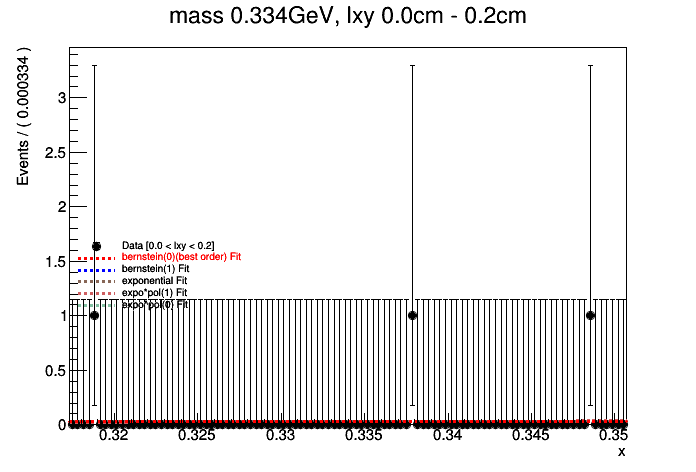 mass 0.334GeV, lxy 0.0cm - 0.2cm
Events / ( 0.000334 )
3
2.5
2
1.5
1
0.5
0
Data [0.0 < lxy < 0.2]
bernstein(0)(best order) Fit
bernstein(1) Fit
exponential Fit
expo*pol(1) Fit
expo*pol(0) Fit
0.32 0.325 0.33 0.335 0.34 0.345 0.35
x